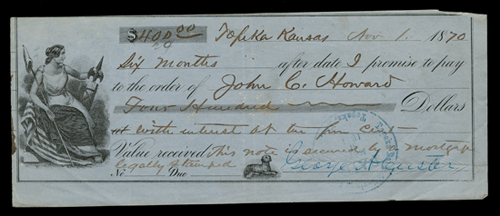 $400.00 Topeka Kansas Nov 1. 1870
Six months after date I promise to pay
to the order of John C. Howard
Four Hundred Dollars
with interest at ten per cent
Value received This note is secured by Mortgage
legally stamped
No Due